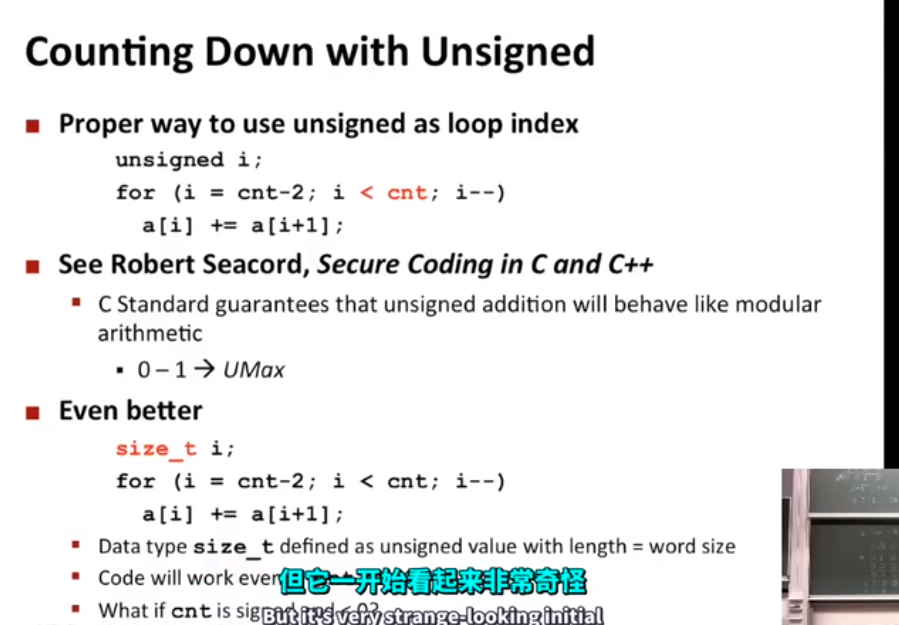 Counting Down with Unsigned
■ Proper way to use unsigned as loop index
unsigned i;
for (i = cnt-2; i < cnt; i--)
a[i] += a[i+1];
■ See Robert Seacord, Secure Coding in C and C++
▪ C Standard guarantees that unsigned addition will behave like modular
arithmetic
▪ 0 – 1 → UMax
■ Even better
size_t i;
for (i = cnt-2; i < cnt; i--)
a[i] += a[i+1];
▪ Data type size_t defined as unsigned value with length = word size
▪ Code will work even
但它一开始看起来非常奇怪
▪ What if cnt is signed and < 0?
But it's very strange-looking initial